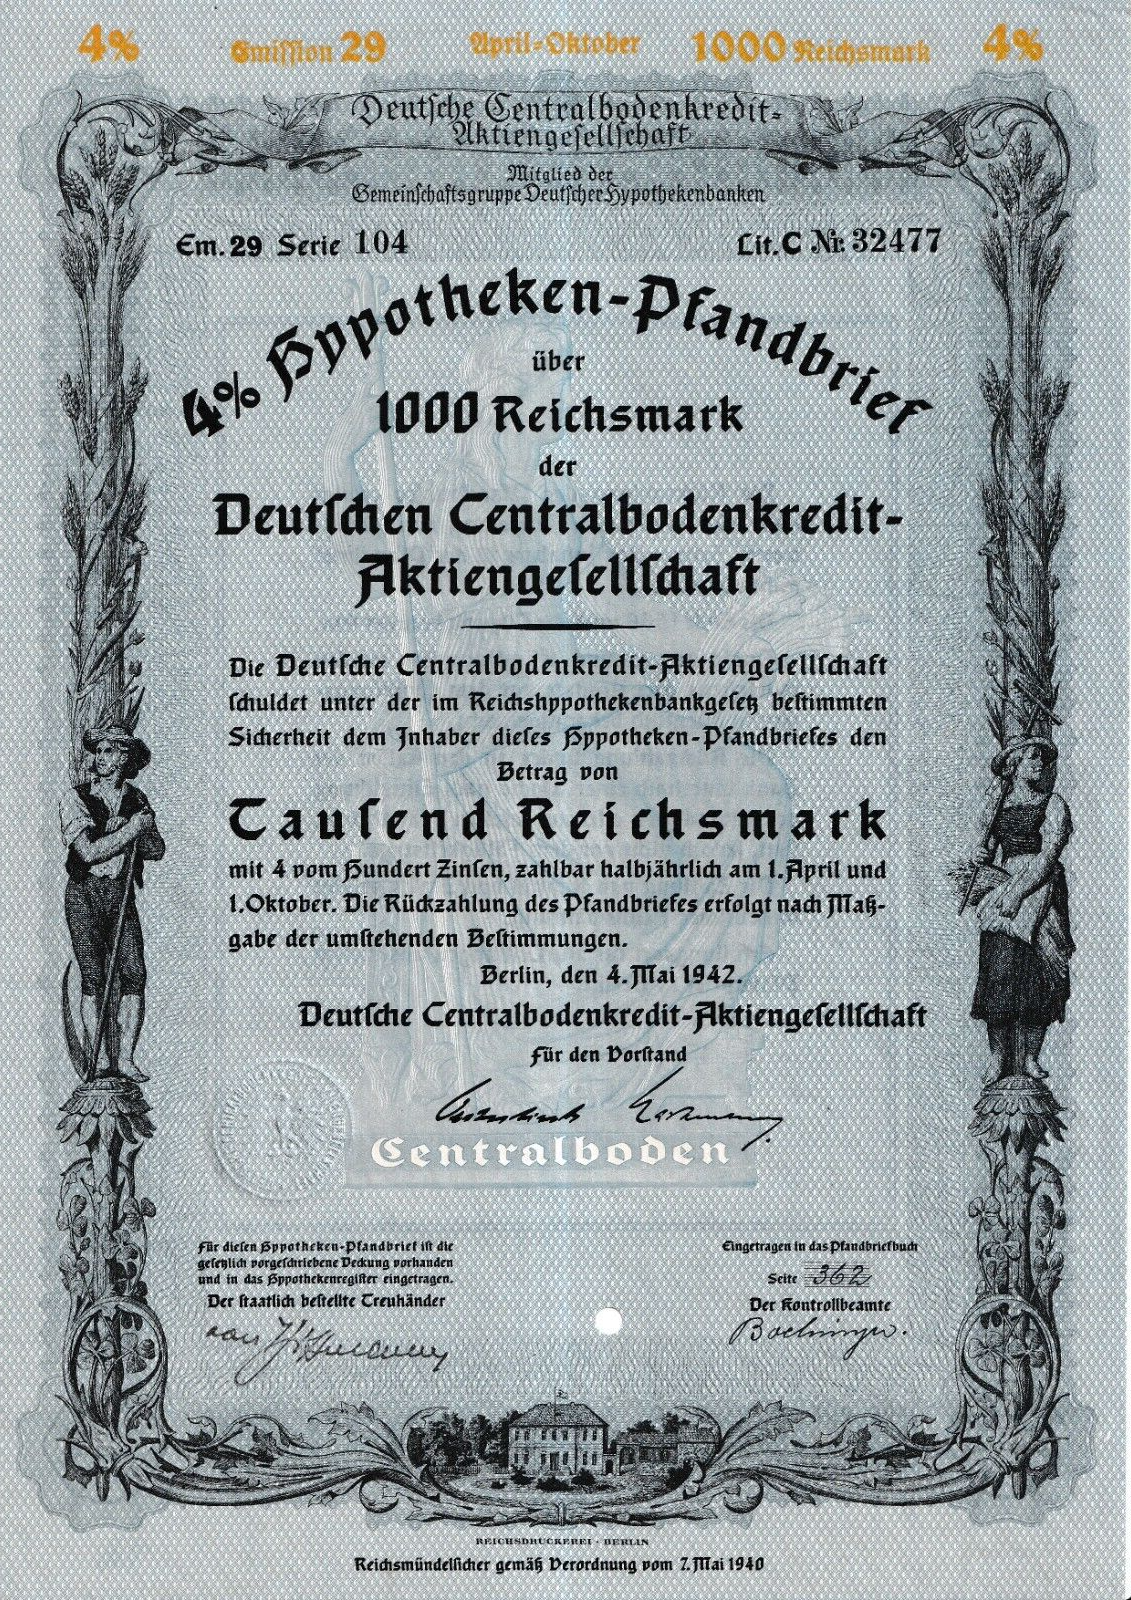 4% Emission 29 April-Oktober 1000 Reichsmark 4%
Deutſche Centralbodenkredit-
Aktiengeſellſchaft
Mitglied der
Gemeinſchaftsgruppe Deutſcher Hypothekenbanken
Em. 29 Serie 104 Lit. C Nr. 32477
4% Hypotheken-Pfandbrief
über
1000 Reichsmark
der
Deutſchen Centralbodenkredit-
Aktiengeſellſchaft
Die Deutſche Centralbodenkredit-Aktiengeſellſchaft
ſchuldet unter der im Reichshypothekenbankgeſetz beſtimmten
Sicherheit dem Inhaber dieſes Hypotheken-Pfandbriefes den
Betrag von
Tauſend Reichsmark
mit 4 vom Hundert Zinſen, zahlbar halbjährlich am 1. April und
1. Oktober. Die Rückzahlung des Pfandbriefes erfolgt nach Maß-
gabe der umſtehenden Beſtimmungen.
Berlin, den 4. Mai 1942.
Deutſche Centralbodenkredit-Aktiengeſellſchaft
Für den Vorſtand
Centralboden
Für dieſen Hypotheken-Pfandbrief iſt die
geſetzlich vorgeſchriebene Deckung vorhanden
und in das Hypothekenregiſter eingetragen.
Der ſtaatlich beſtellte Treuhänder
Eingetragen in das Pfandbriefbuch
Seite 362
Der Kontrollbeamte
REICHSDRUCKEREI · BERLIN
Reichsmündelſicher gemäß Verordnung vom 7. Mai 1940